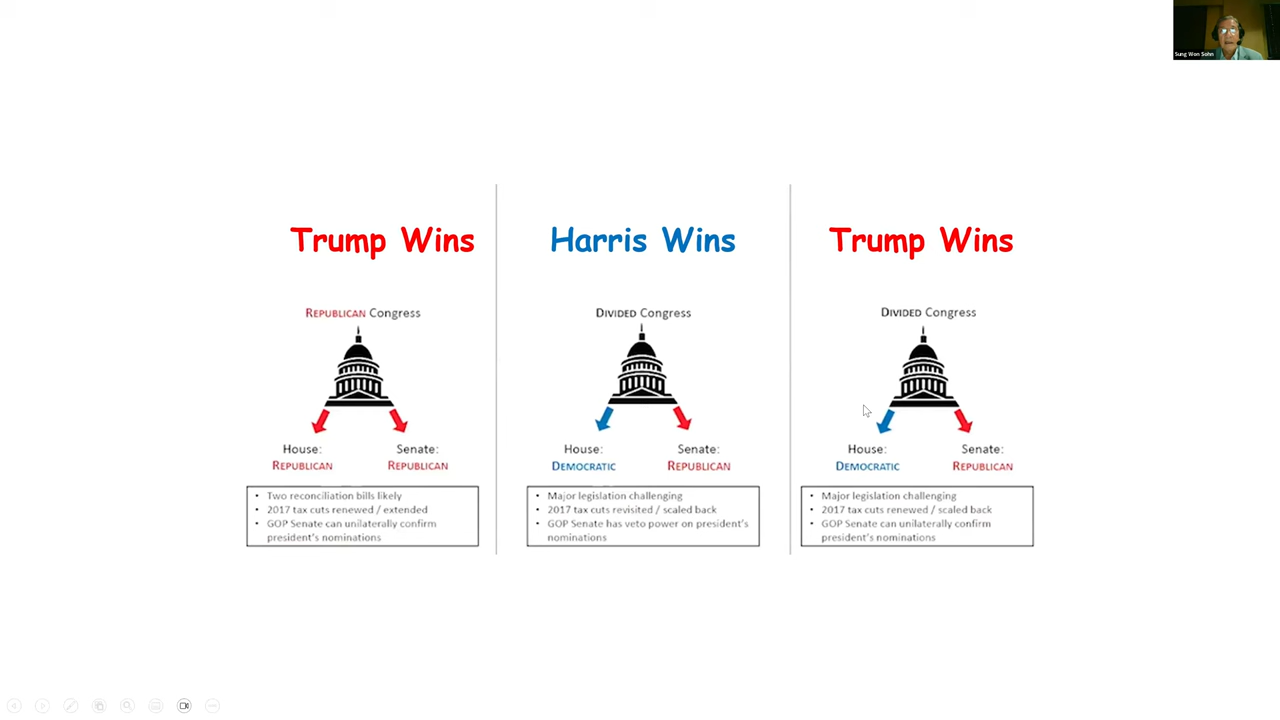 Sung Won Sohn
Trump Wins
REPUBLICAN Congress
House:
REPUBLICAN
Senate:
REPUBLICAN
• Two reconciliation bills likely
• 2017 tax cuts renewed / extended
• GOP Senate can unilaterally confirm
president's nominations
Harris Wins
DIVIDED Congress
House:
DEMOCRATIC
Senate:
REPUBLICAN
• Major legislation challenging
• 2017 tax cuts revisited / scaled back
• GOP Senate has veto power on president's
nominations
Trump Wins
DIVIDED Congress
House:
DEMOCRATIC
Senate:
REPUBLICAN
• Major legislation challenging
• 2017 tax cuts renewed / scaled back
• GOP Senate can unilaterally confirm
president's nominations